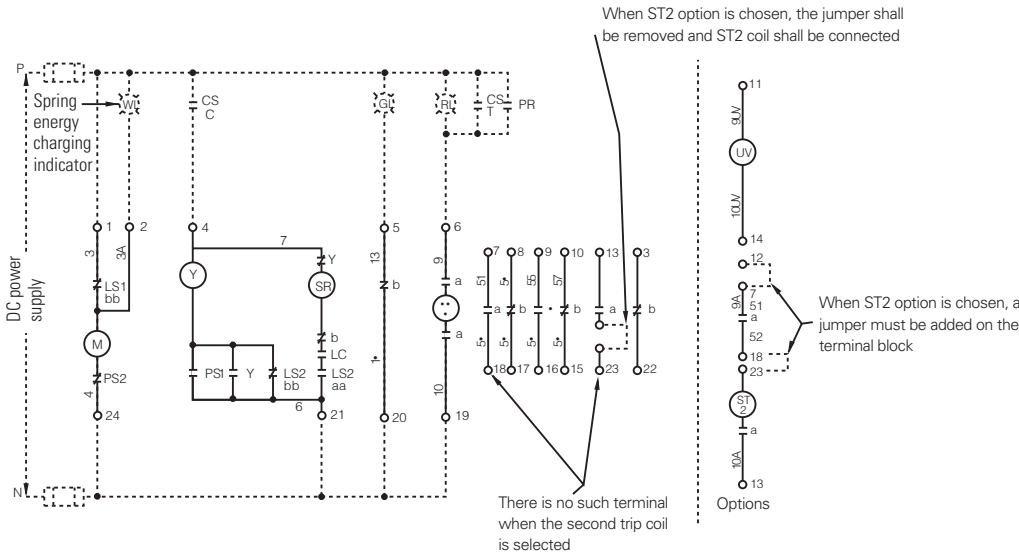 When ST2 option is chosen, the jumper shall
be removed and ST2 coil shall be connected
P
WL
CS
C
GL
RL
CS
T
PR
Spring
energy
charging
indicator
DC power
supply
1
2
4
5
6
3
3A
LS1
bb
M
PS2
4
24
7
Y
Y
SR
b
LC
PS1
Y
LS2
bb
LS2
aa
6
21
13
b
20
9
a
a
10
19
7
8
9
10
13
3
51
55
57
a
b
b
a
b
18
17
16
15
23
22
N
There is no such terminal
when the second trip coil
is selected
11
9UV
UV
10UV
14
12
7
9A
51
a
52
18
23
When ST2 option is chosen, a
jumper must be added on the
terminal block
ST
2
a
10A
13
Options